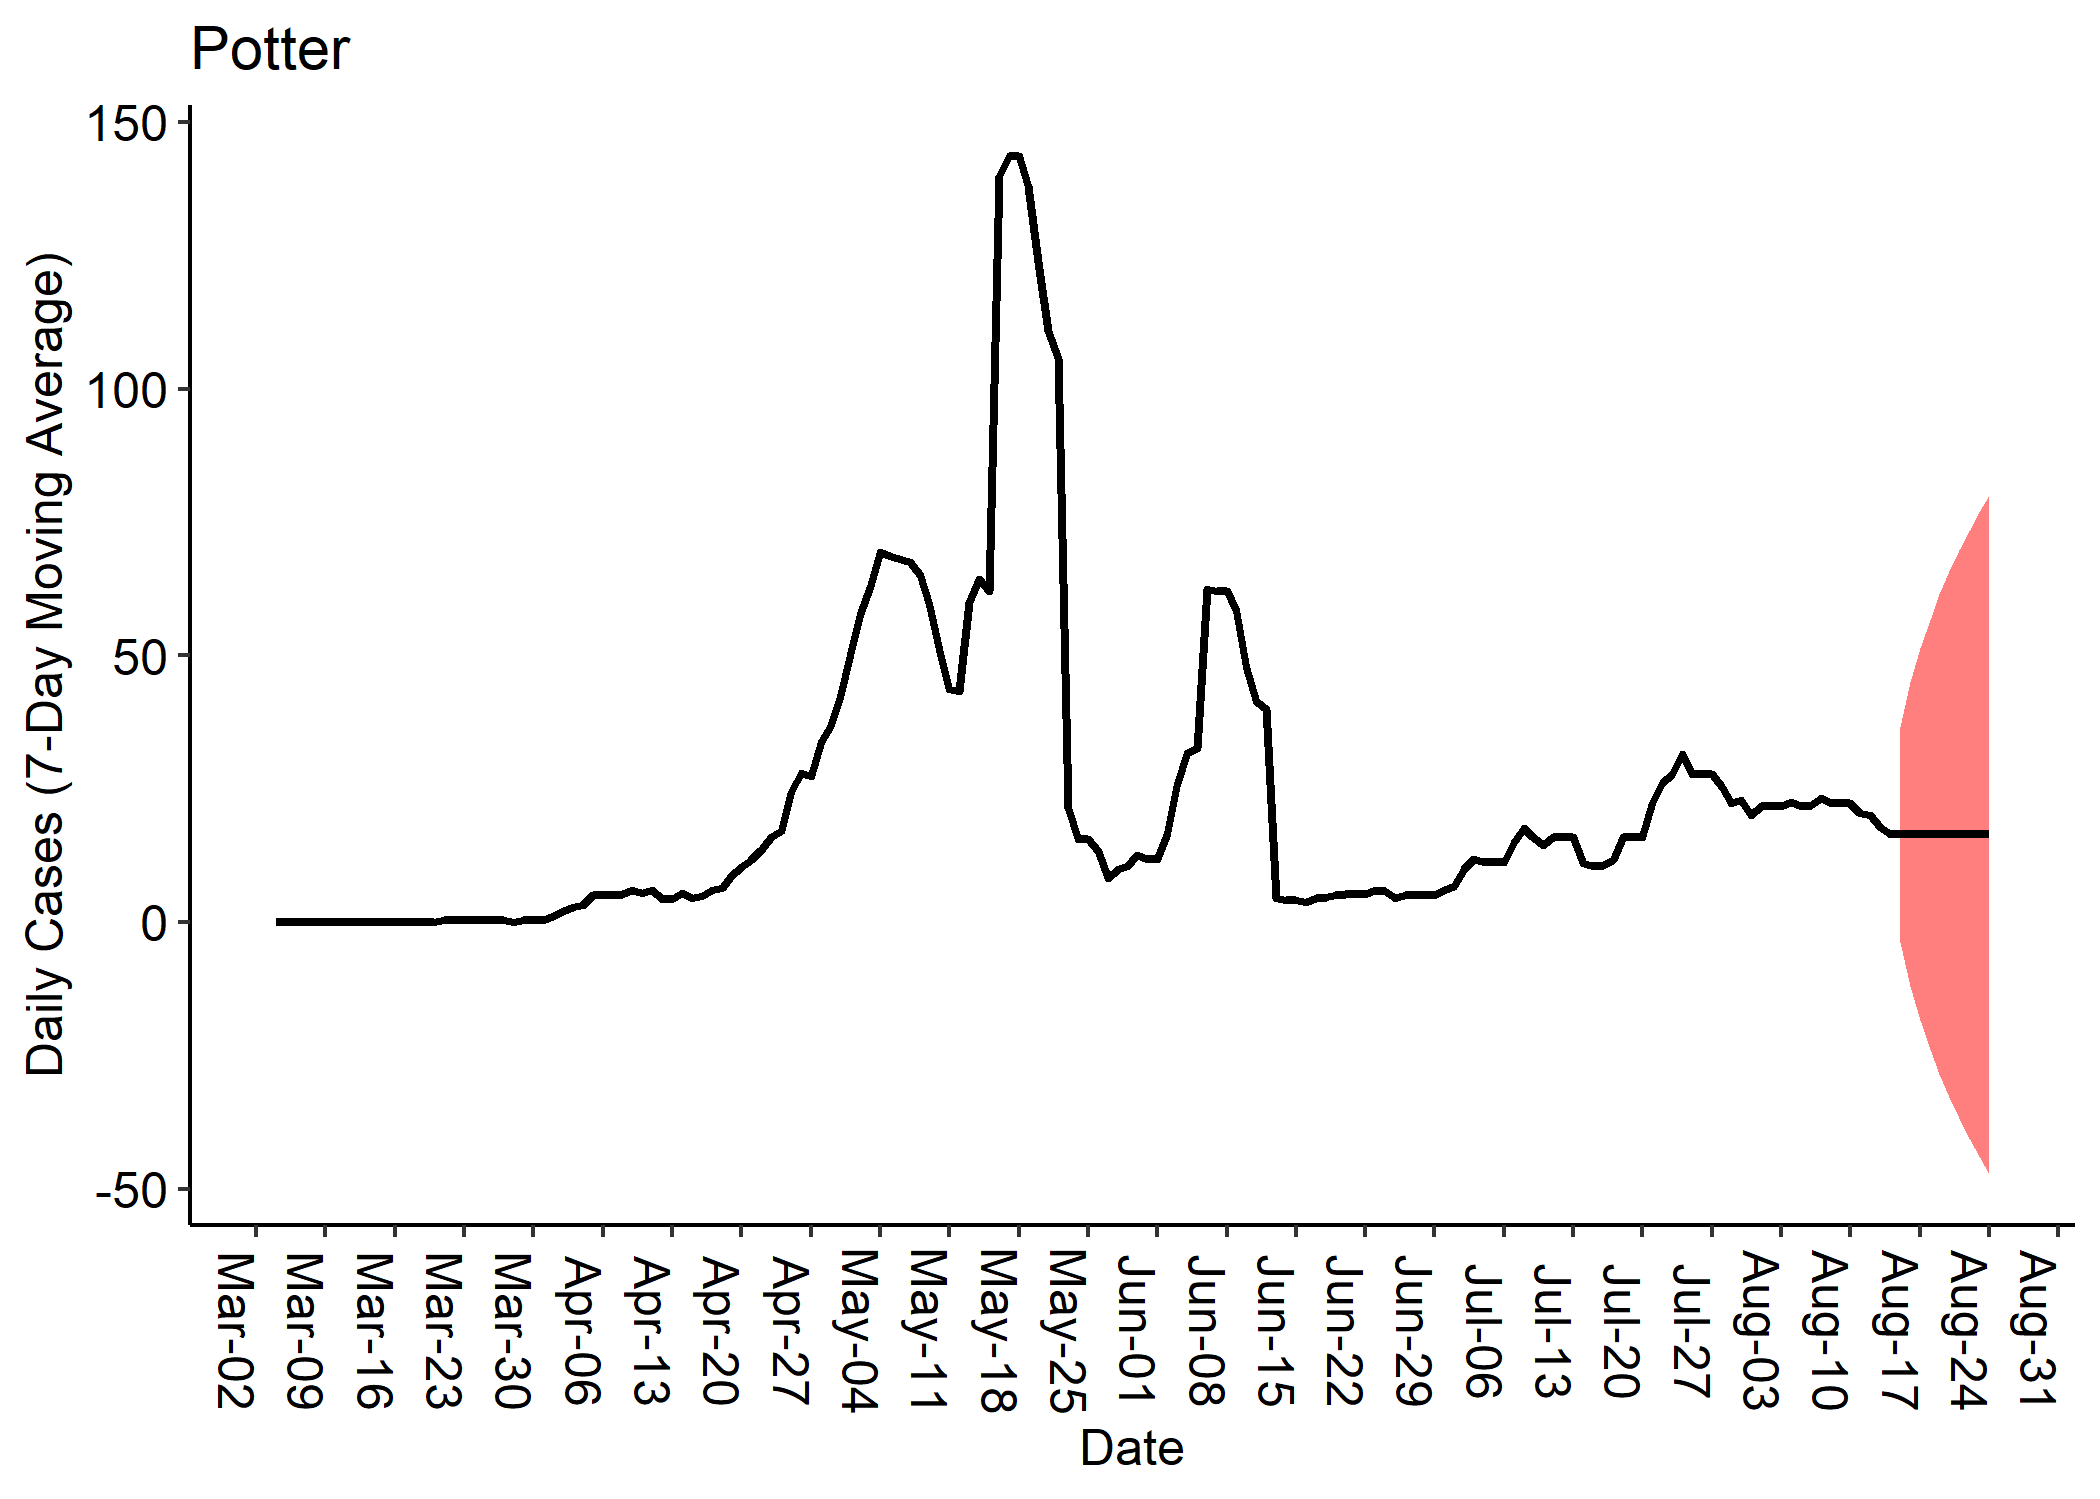 Potter
Daily Cases (7-Day Moving Average)
150
100
50
0
-50
Mar-02
Mar-09
Mar-16
Mar-23
Mar-30
Apr-06
Apr-13
Apr-20
Apr-27
May-04
May-11
May-18
May-25
Jun-01
Jun-08
Jun-15
Jun-22
Jun-29
Jul-06
Jul-13
Jul-20
Jul-27
Aug-03
Aug-10
Aug-17
Aug-24
Aug-31
Date